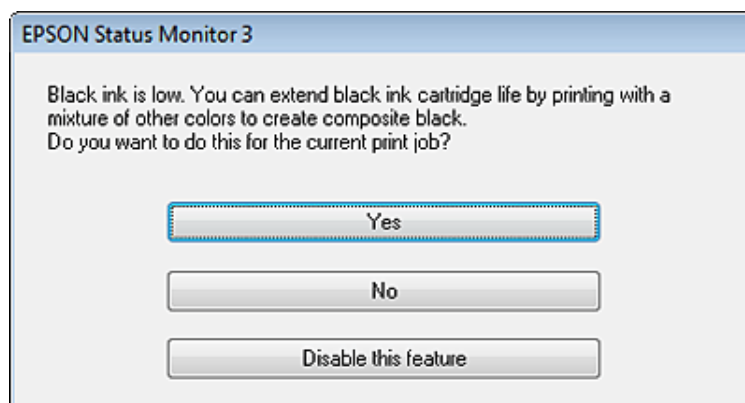 EPSON Status Monitor 3
Black ink is low. You can extend black ink cartridge life by printing with a
mixture of other colors to create composite black.
Do you want to do this for the current print job?
Yes
No
Disable this feature